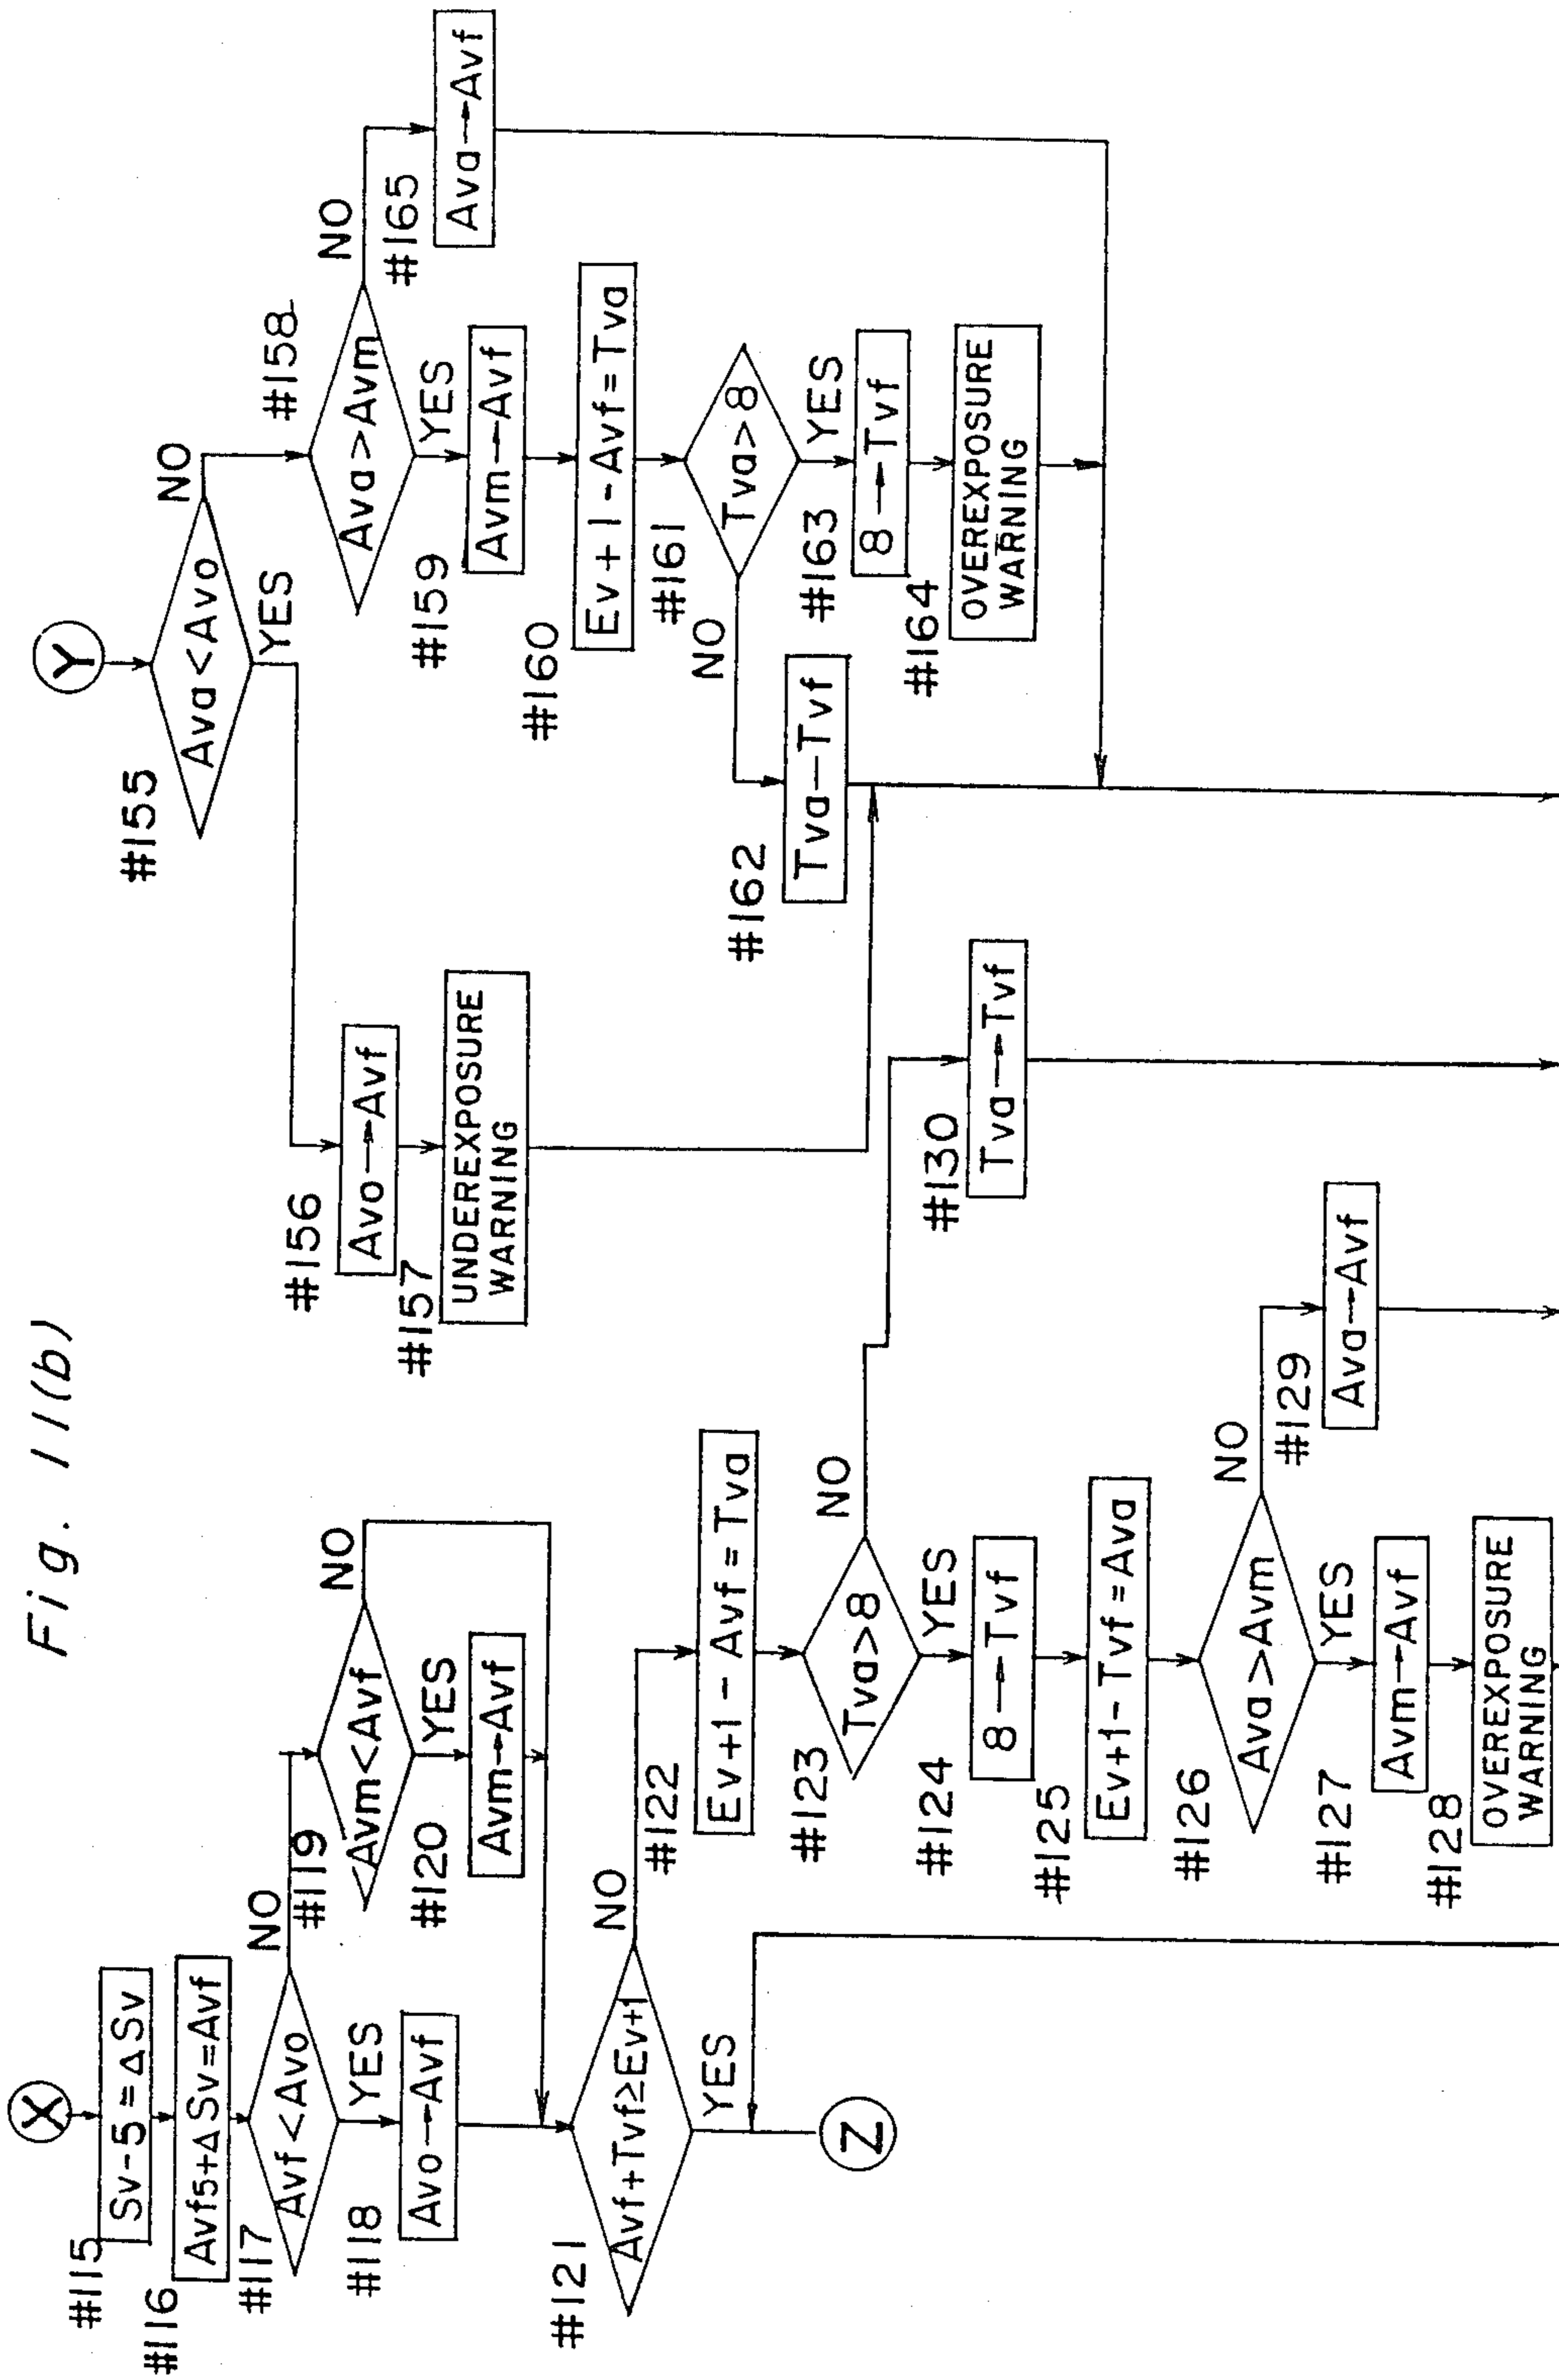 Fig. 11(b)
X
#115
Sv-5=ΔSv
#116
Avf5+ΔSv=Avf
#117
Avf<Avo
NO
YES
#118
Avo→Avf
#119
Avm<Avf
NO
YES
#120
Avm→Avf
#121
Avf+Tvf≥Ev+1
NO
YES
Z
#122
Ev+1-Avf=Tva
#123
Tva>8
NO
YES
#124
8→Tvf
#125
Ev+1-Tvf=Ava
#126
Ava>Avm
NO
YES
#127
Avm→Avf
#128
OVEREXPOSURE
WARNING
#129
Ava→Avf
#130
Tva→Tvf
Y
#155
Ava<Avo
NO
YES
#156
Avo→Avf
#157
UNDEREXPOSURE
WARNING
#158
Ava>Avm
NO
YES
#159
Avm→Avf
#160
Ev+1-Avf=Tva
#161
Tva>8
NO
YES
#162
Tva—Tvf
#163
8→Tvf
#164
OVEREXPOSURE
WARNING
#165
Ava→Avf